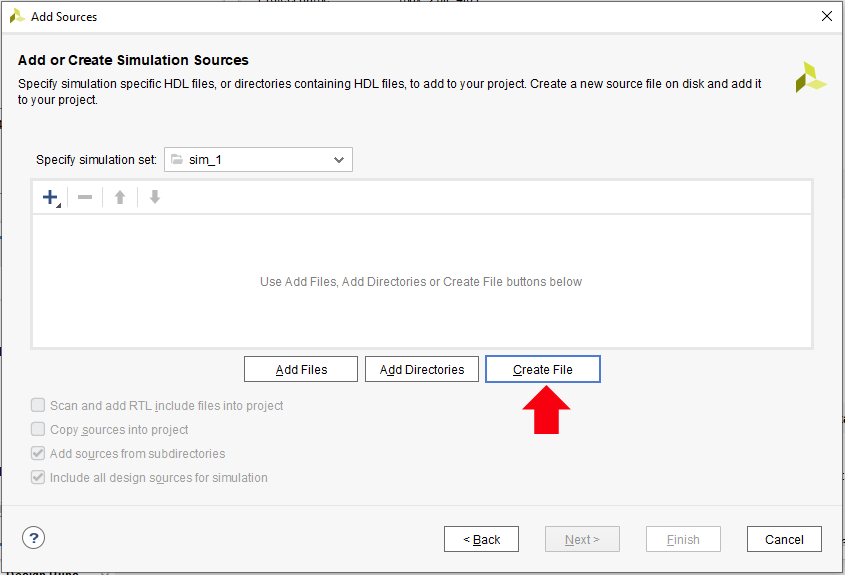 Add Sources
Add or Create Simulation Sources
Specify simulation specific HDL files, or directories containing HDL files, to add to your project. Create a new source file on disk and add it
to your project.
Specify simulation set: sim_1
Use Add Files, Add Directories or Create File buttons below
Add Files Add Directories Create File
Scan and add RTL include files into project
Copy sources into project
Add sources from subdirectories
Include all design sources for simulation
? < Back Next > Finish Cancel